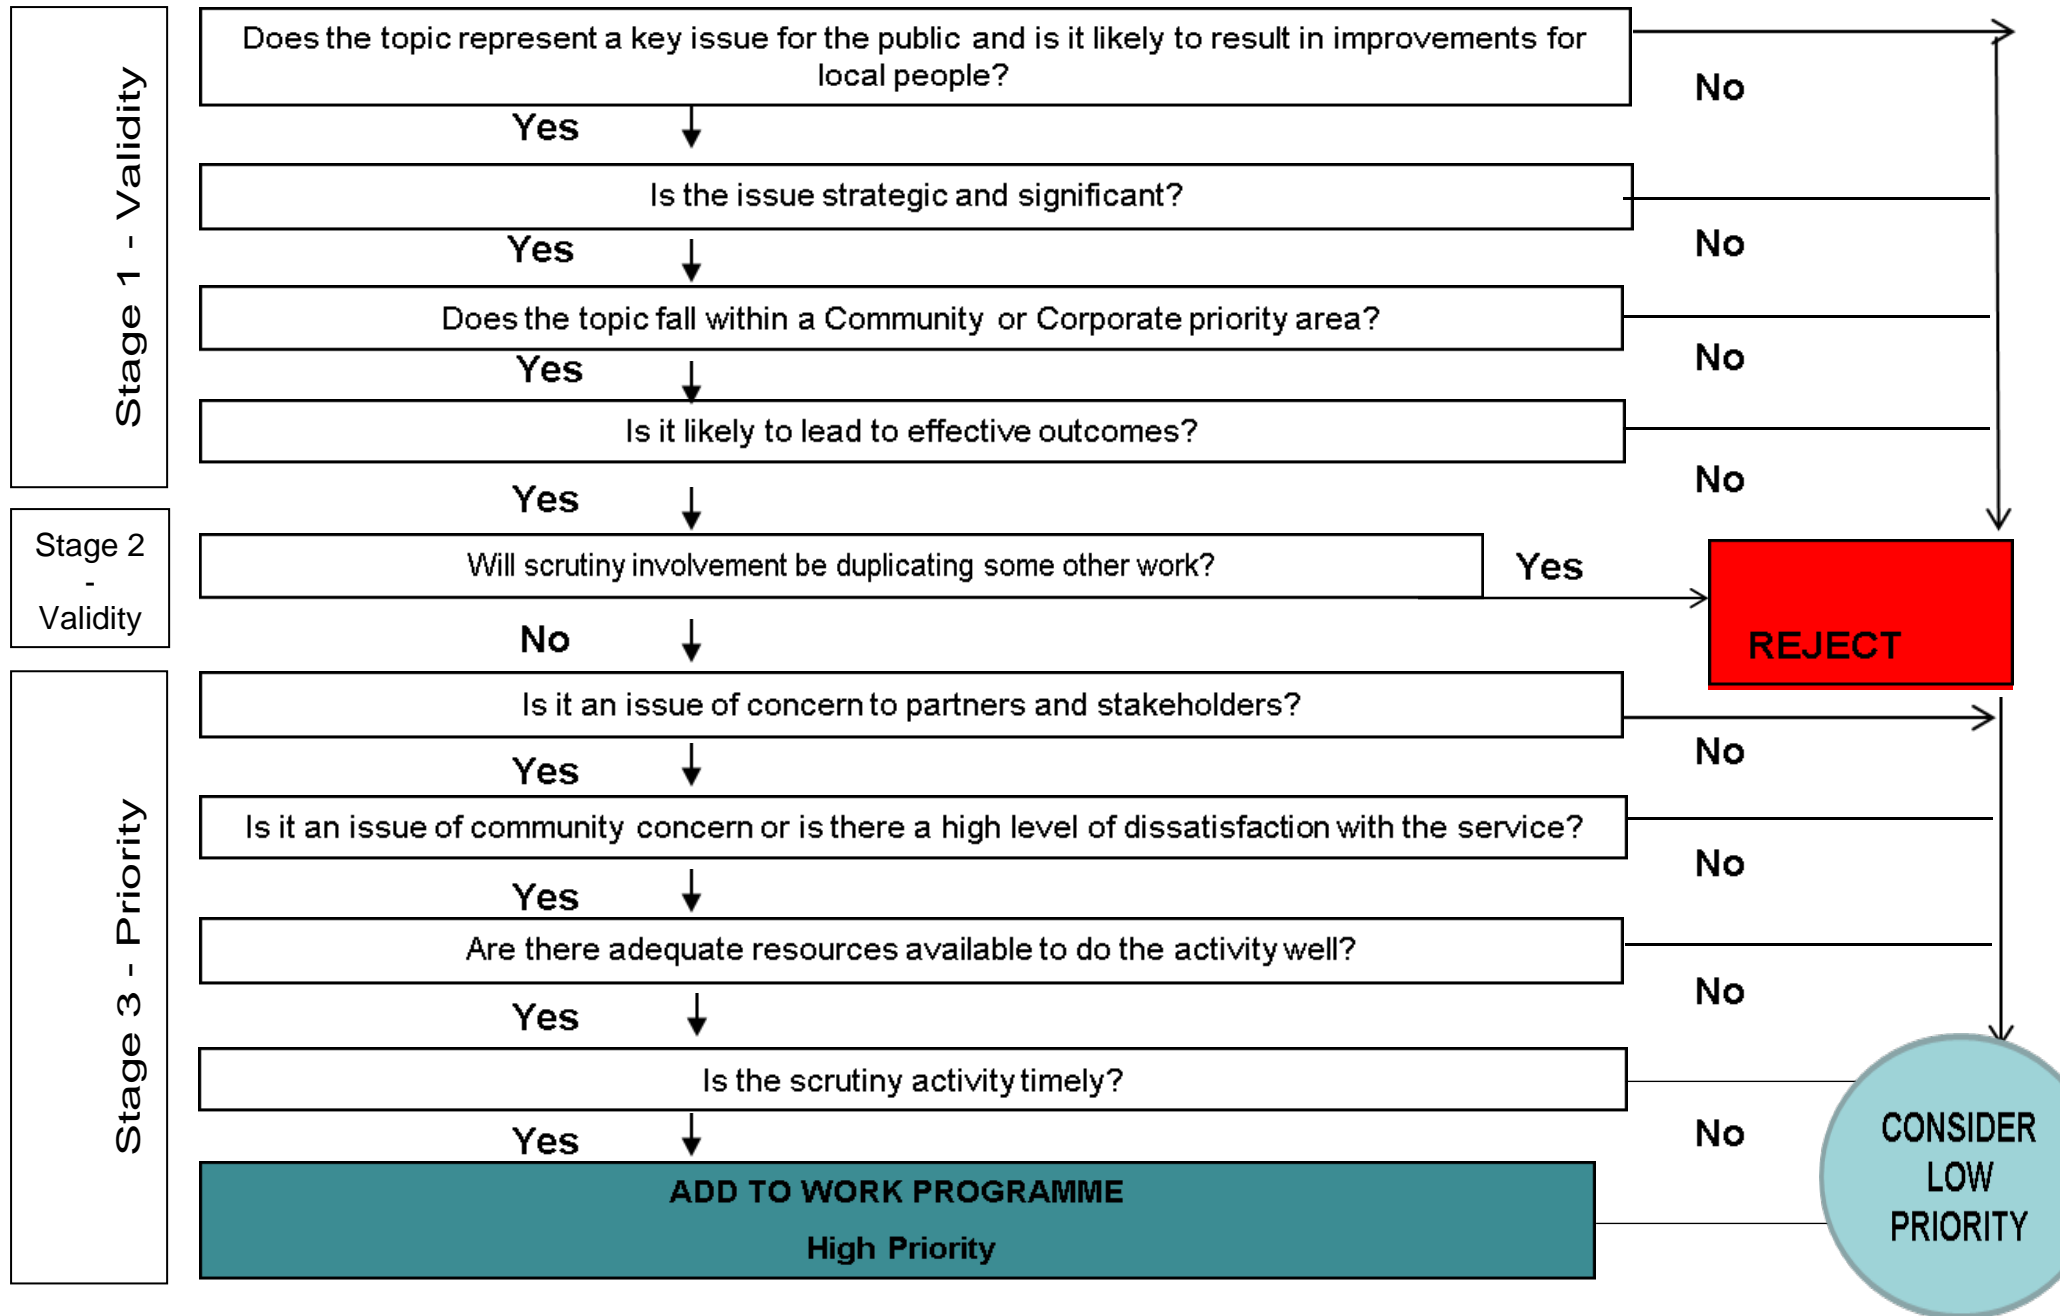 Stage 1 - Validity
Does the topic represent a key issue for the public and is it likely to result in improvements for
local people?
No
Yes
Is the issue strategic and significant?
No
Yes
Does the topic fall within a Community or Corporate priority area?
No
Yes
Is it likely to lead to effective outcomes?
No
Yes
Stage 2
-
Validity
Will scrutiny involvement be duplicating some other work?
Yes
REJECT
No
Stage 3 - Priority
Is it an issue of concern to partners and stakeholders?
No
Yes
Is it an issue of community concern or is there a high level of dissatisfaction with the service?
No
Yes
Are there adequate resources available to do the activity well?
No
Yes
Is the scrutiny activity timely?
No
Yes
CONSIDER
LOW
PRIORITY
ADD TO WORK PROGRAMME
High Priority